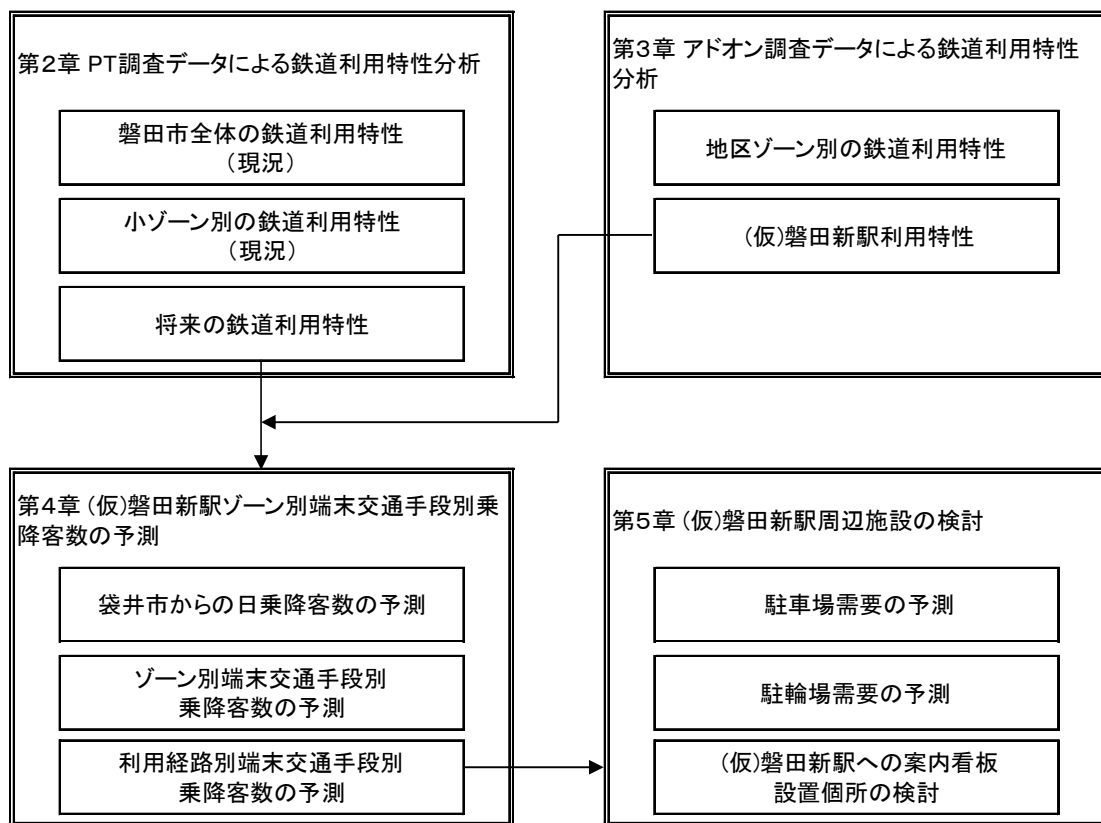 第2章 PT調査データによる鉄道利用特性分析
磐田市全体の鉄道利用特性
(現況)
小ゾーン別の鉄道利用特性
(現況)
将来の鉄道利用特性
第3章 アドオン調査データによる鉄道利用特性
分析
地区ゾーン別の鉄道利用特性
(仮)磐田新駅利用特性
第4章 (仮)磐田新駅ゾーン別端末交通手段別乗
降客数の予測
袋井市からの日乗降客数の予測
ゾーン別端末交通手段別
乗降客数の予測
利用経路別端末交通手段別
乗降客数の予測
第5章 (仮)磐田新駅周辺施設の検討
駐車場需要の予測
駐輪場需要の予測
(仮)磐田新駅への案内看板
設置個所の検討